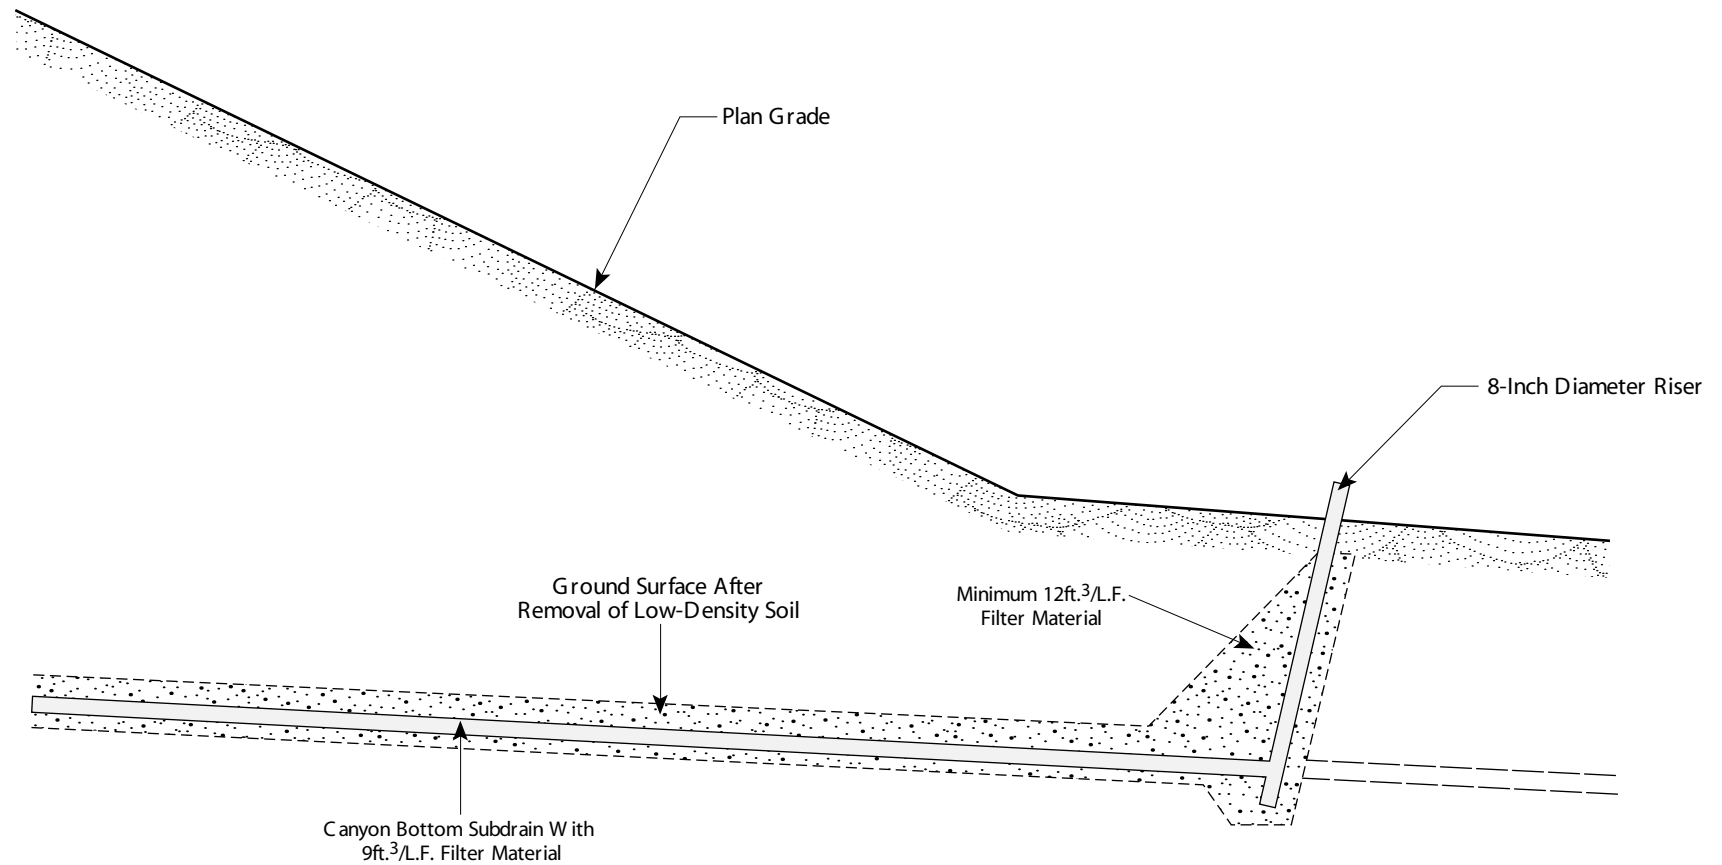 Plan Grade
8-Inch Diameter Riser
Ground Surface After
Removal of Low-Density Soil
Minimum 12ft.³/L.F.
Filter Material
Canyon Bottom Subdrain With
9ft.³/L.F. Filter Material